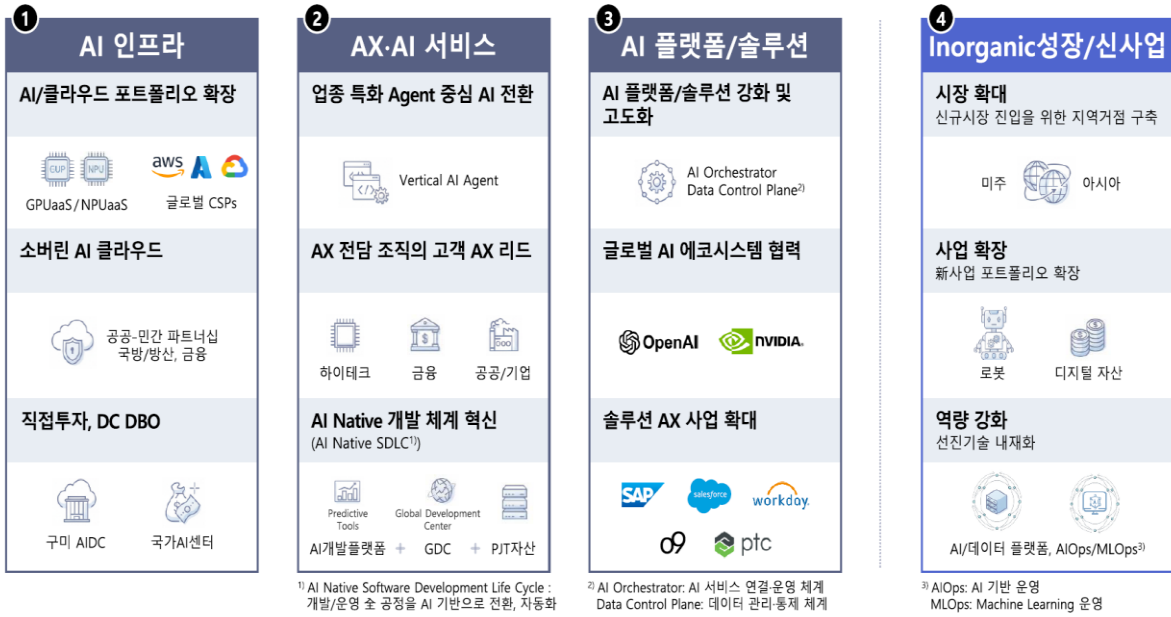 1
AI 인프라
AI/클라우드 포트폴리오 확장
GUP
NPU
aws
GPUaaS/NPUaaS
글로벌 CSPs
소버린 AI 클라우드
공공-민간 파트너십
국방/방산, 금융
직접투자, DC DBO
구미 AIDC
국가AI센터
2
AX·AI 서비스
업종 특화 Agent 중심 AI 전환
Vertical AI Agent
AX 전담 조직의 고객 AX 리드
하이테크
금융
공공/기업
AI Native 개발 체계 혁신
(AI Native SDLC1))
Predictive
Tools
Global Development
Center
AI개발플랫폼 + GDC + PJT자산
1) AI Native Software Development Life Cycle :
개발/운영 全 공정을 AI 기반으로 전환, 자동화
3
AI 플랫폼/솔루션
AI 플랫폼/솔루션 강화 및
고도화
AI Orchestrator
Data Control Plane2)
글로벌 AI 에코시스템 협력
OpenAI
NVIDIA.
솔루션 AX 사업 확대
SAP
salesforce
workday.
o9
ptc
2) AI Orchestrator: AI 서비스 연결·운영 체계
Data Control Plane: 데이터 관리·통제 체계
4
Inorganic성장/신사업
시장 확대
신규시장 진입을 위한 지역거점 구축
미주
아시아
사업 확장
新사업 포트폴리오 확장
로봇
디지털 자산
역량 강화
선진기술 내재화
AI/데이터 플랫폼, AIOps/MLOps3)
3) AIOps: AI 기반 운영
MLOps: Machine Learning 운영